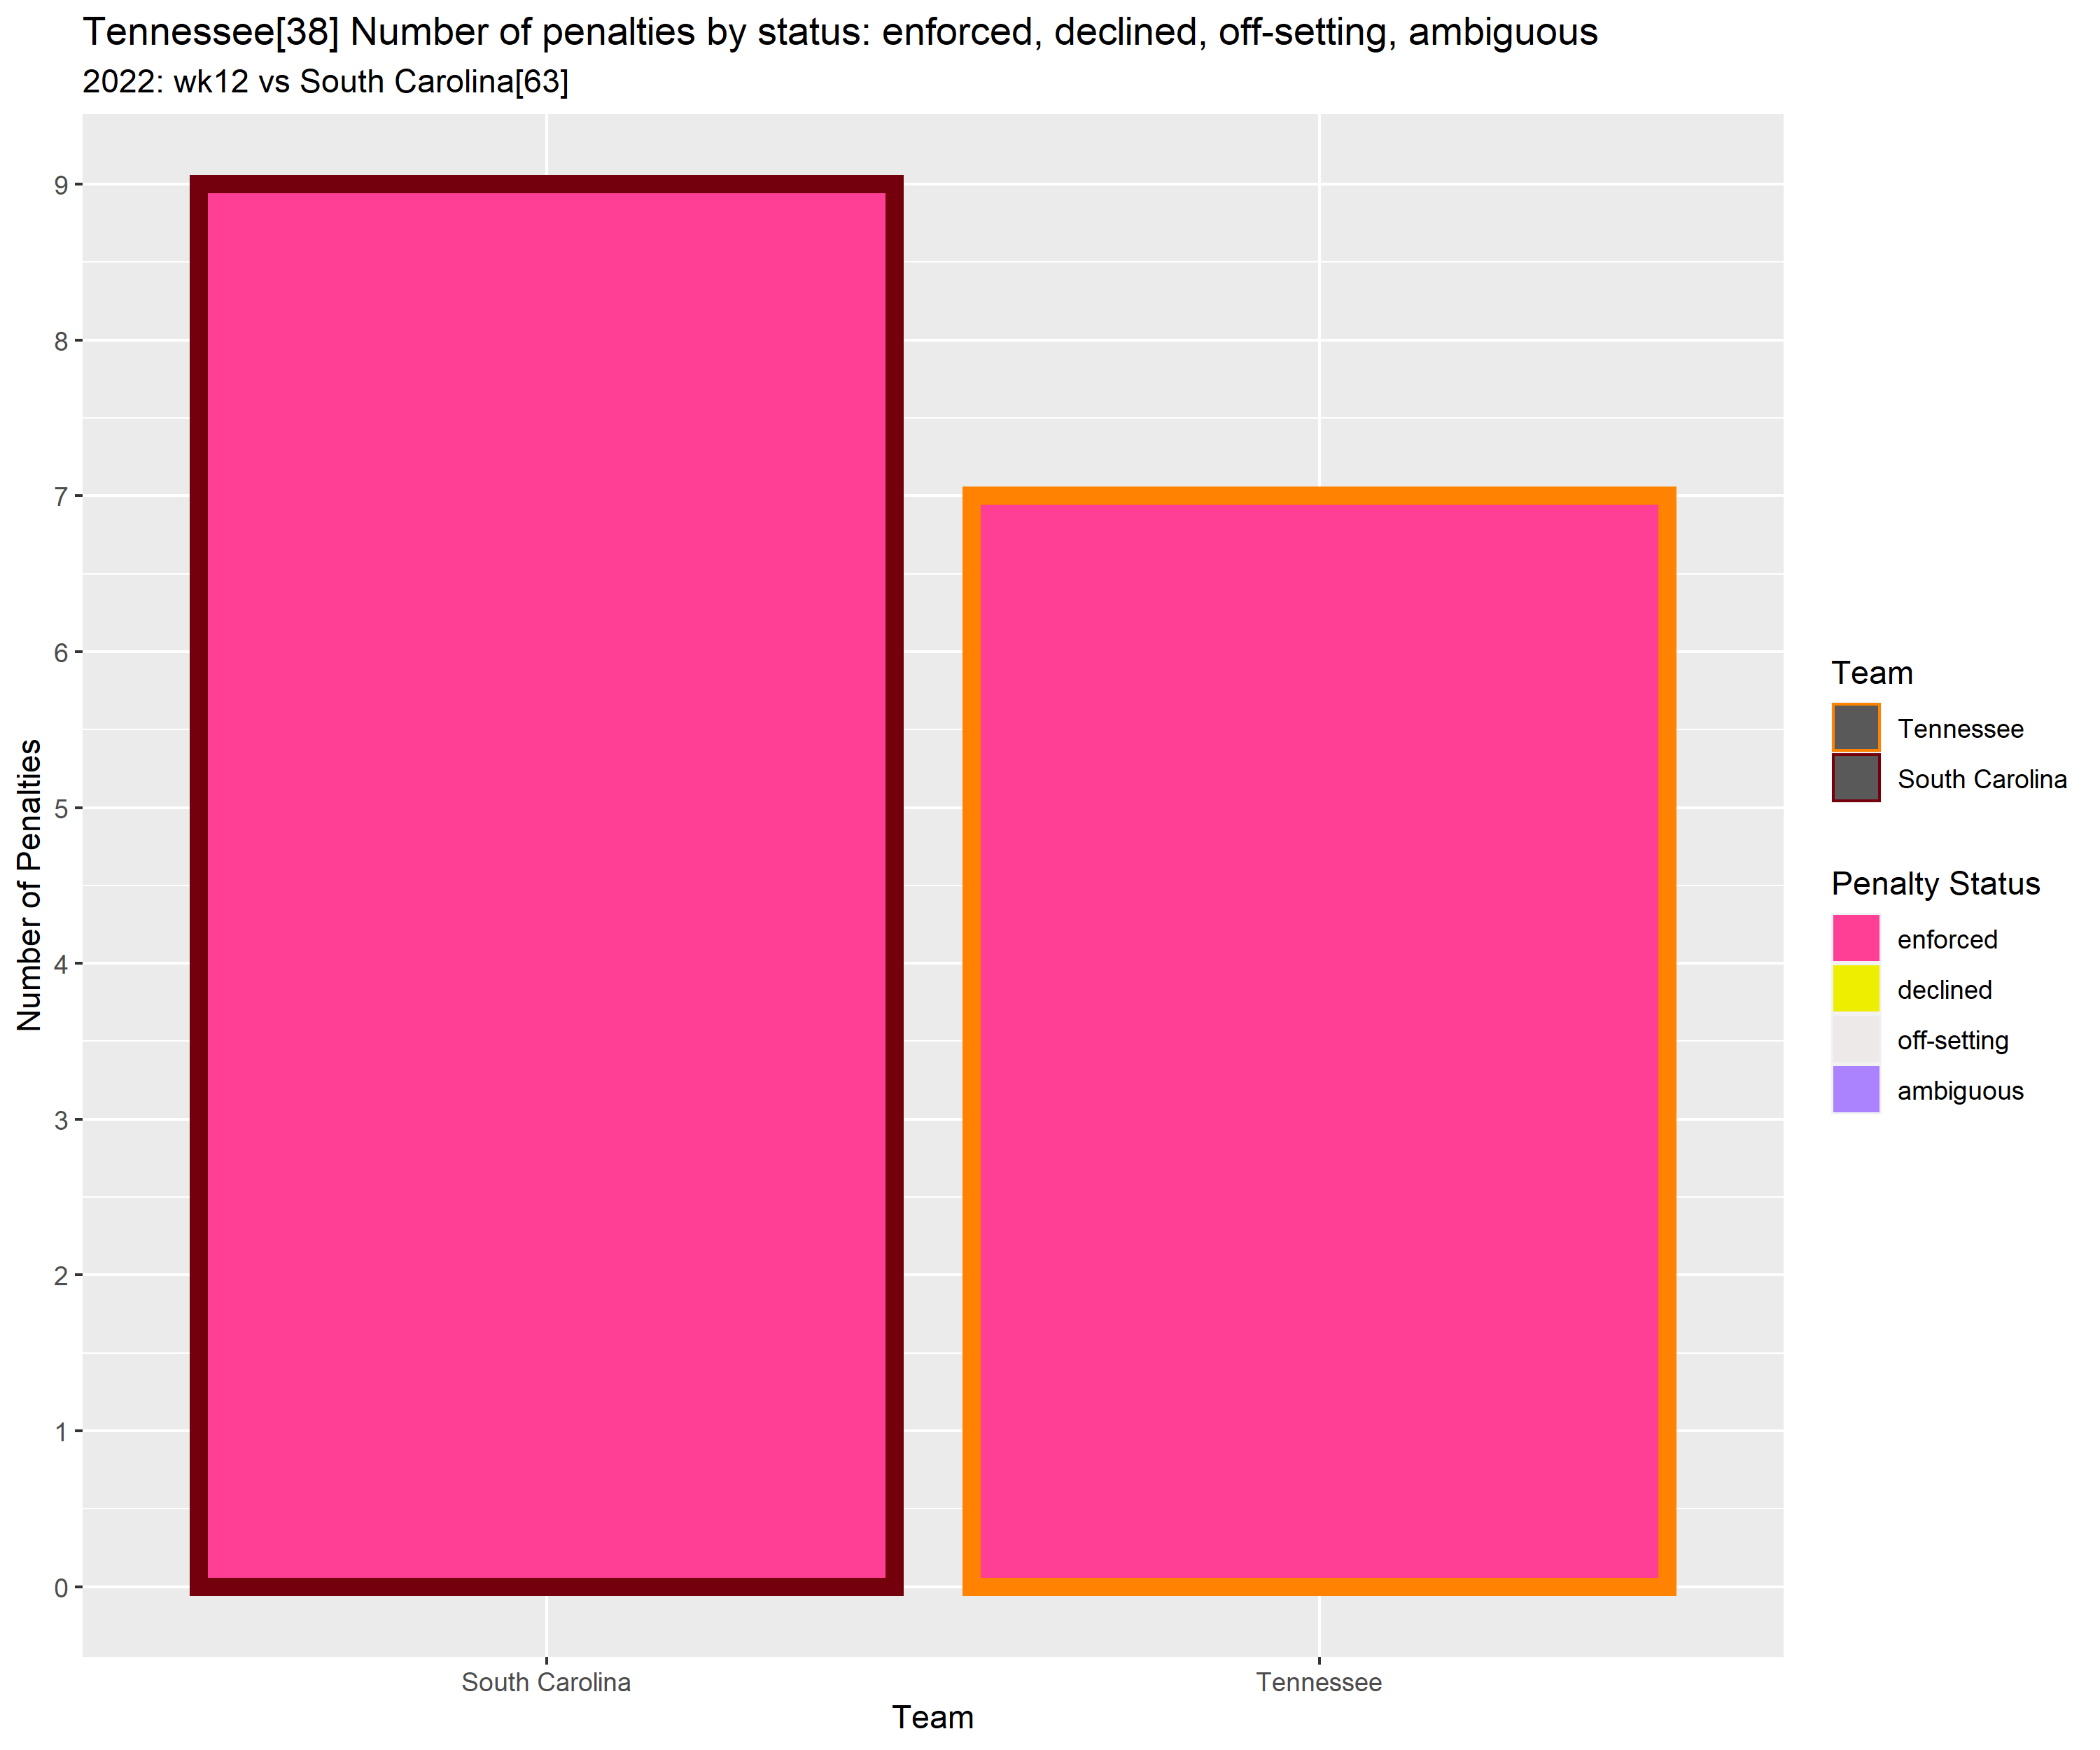 Tennessee[38] Number of penalties by status: enforced, declined, off-setting, ambiguous
2022: wk12 vs South Carolina[63]
Number of Penalties
9
8
7
6
5
4
3
2
1
0
South Carolina
Tennessee
Team
Team
Tennessee
South Carolina
Penalty Status
enforced
declined
off-setting
ambiguous